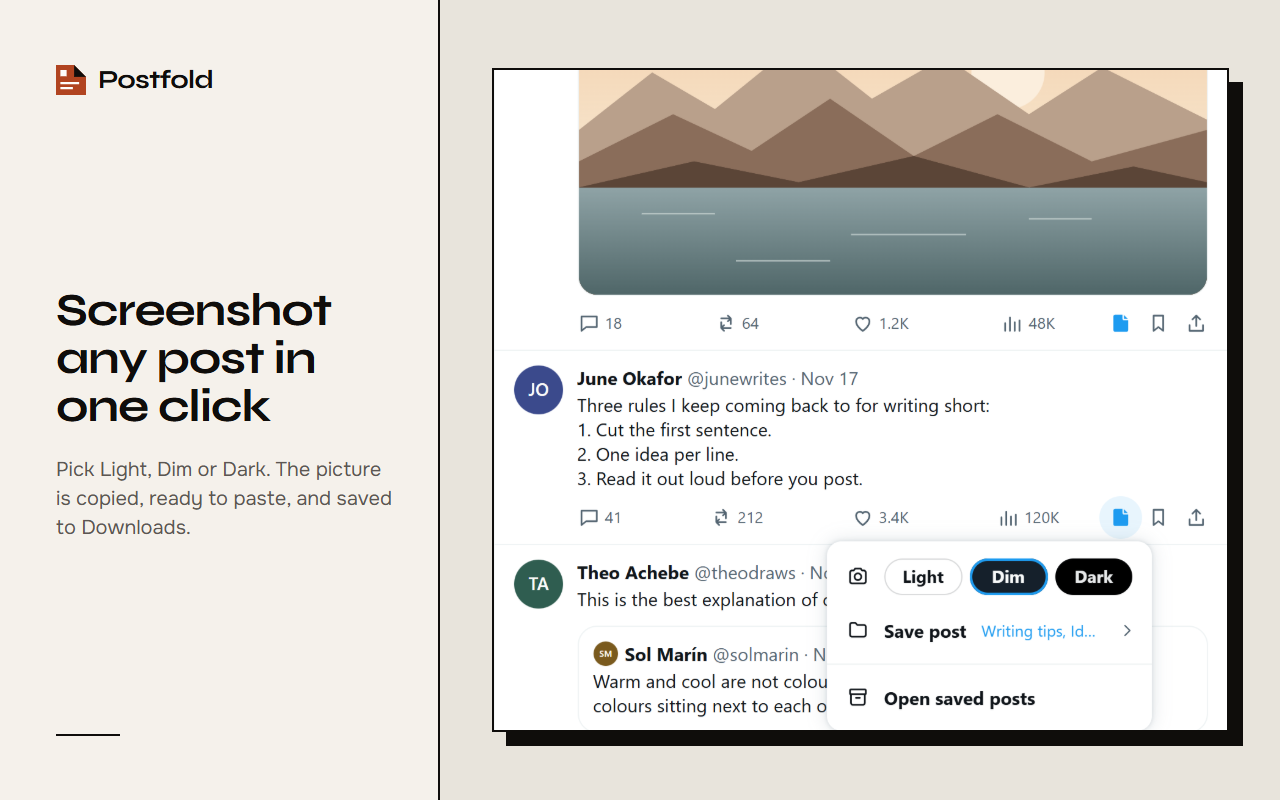 Postfold
Screenshot
any post in
one click
Pick Light, Dim or Dark. The picture
is copied, ready to paste, and saved
to Downloads.
18 64 1.2K 48K
JO
June Okafor @junewrites · Nov 17
Three rules I keep coming back to for writing short:
1. Cut the first sentence.
2. One idea per line.
3. Read it out loud before you post.
41 212 3.4K 120K
TA
Theo Achebe @theodraws ·
This is the best explanation of
SM
Sol Marín @solmarin ·
Warm and cool are not
colours sitting next to each
Light Dim Dark
Save post Writing tips, Id...
Open saved posts